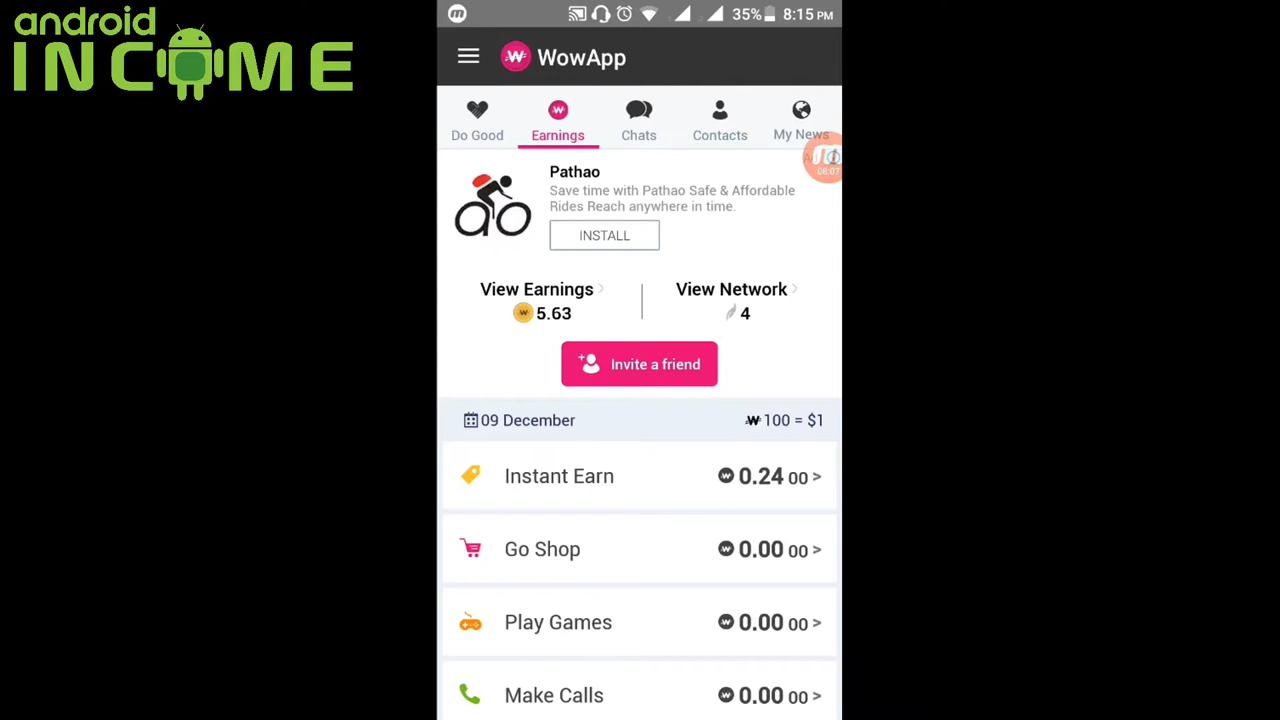 android
INCOME
35% 8:15 PM
WowApp
Do Good
Earnings
Chats
Contacts
My News
06:07
Pathao
Save time with Pathao Safe & Affordable
Rides Reach anywhere in time.
INSTALL
View Earnings
5.63
View Network
4
Invite a friend
09 December
100 = $1
Instant Earn
0.24 00 >
Go Shop
0.00 00 >
Play Games
0.00 00 >
Make Calls
0.00 00 >